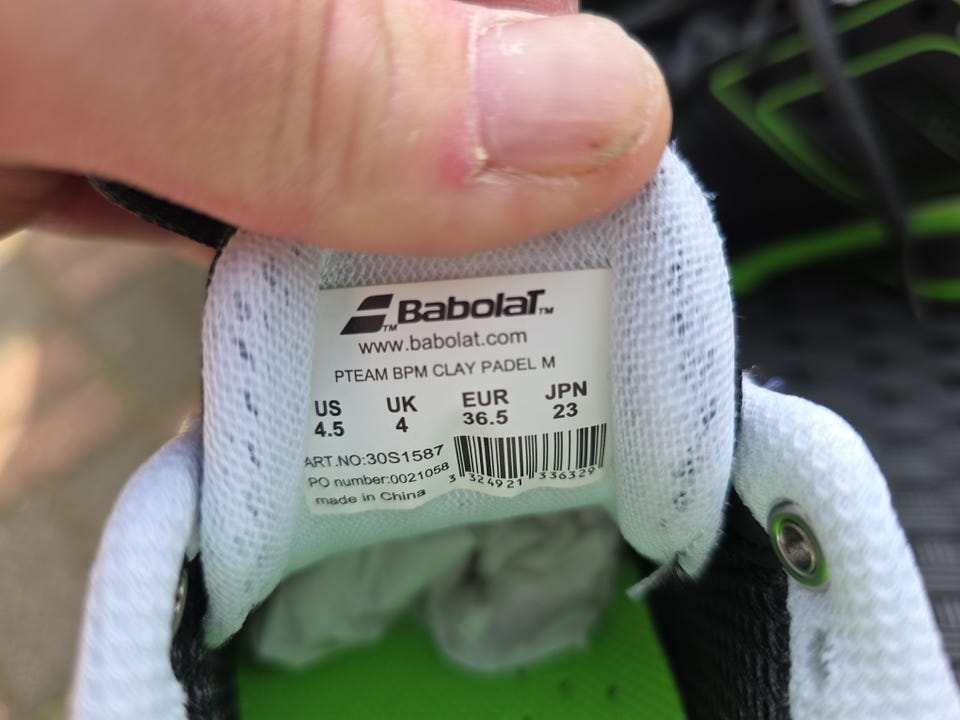 BabolaT™
www.babolat.com
PTEAM BPM CLAY PADEL M
US UK EUR JPN
4.5 4 36.5 23
ART.NO:30S1587
PO number:0021058
made in China
3 324921 336329